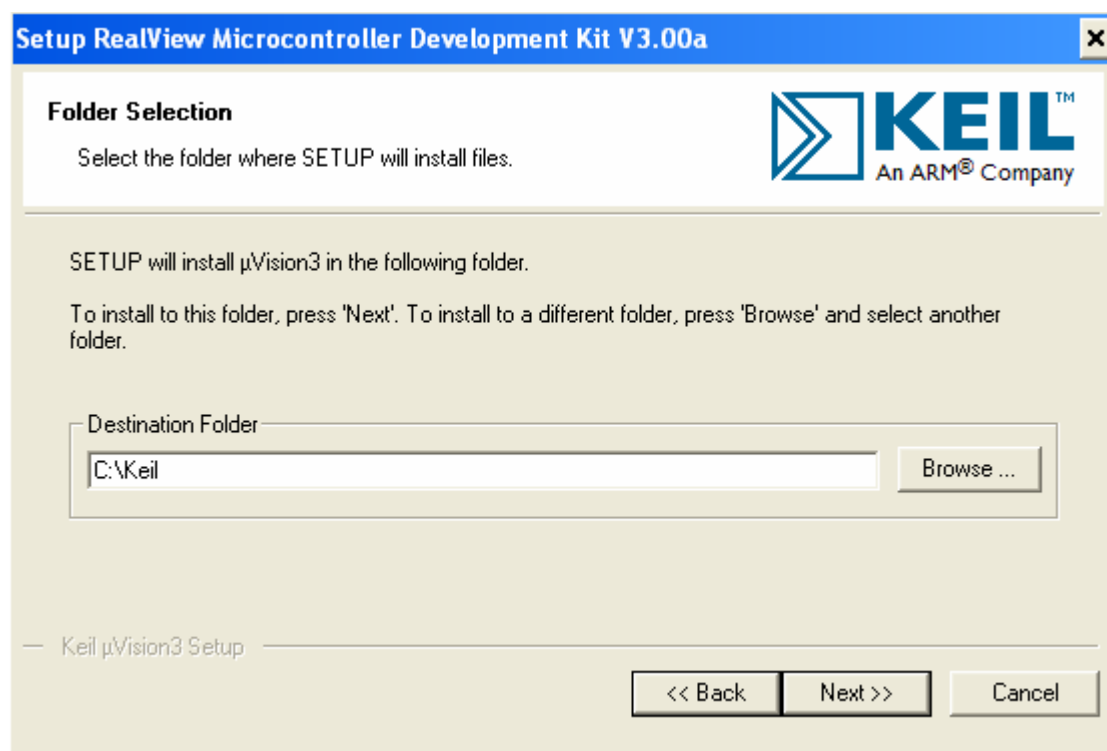 Setup RealView Microcontroller Development Kit V3.00a
Folder Selection
Select the folder where SETUP will install files.
KEIL™
An ARM® Company
SETUP will install µVision3 in the following folder.
To install to this folder, press 'Next'. To install to a different folder, press 'Browse' and select another
folder.
Destination Folder
C:\Keil
Browse ...
Keil µVision3 Setup
<< Back
Next >>
Cancel